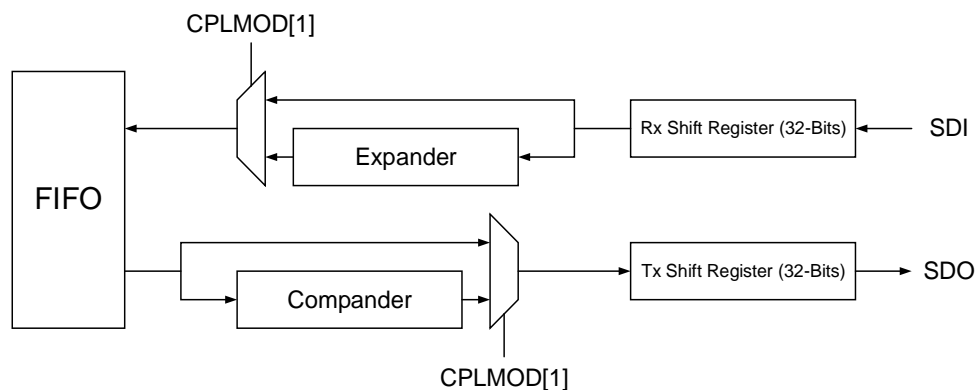 CPLMOD[1]
Rx Shift Register (32-Bits)
SDI
Expander
FIFO
Compander
Tx Shift Register (32-Bits)
SDO
CPLMOD[1]